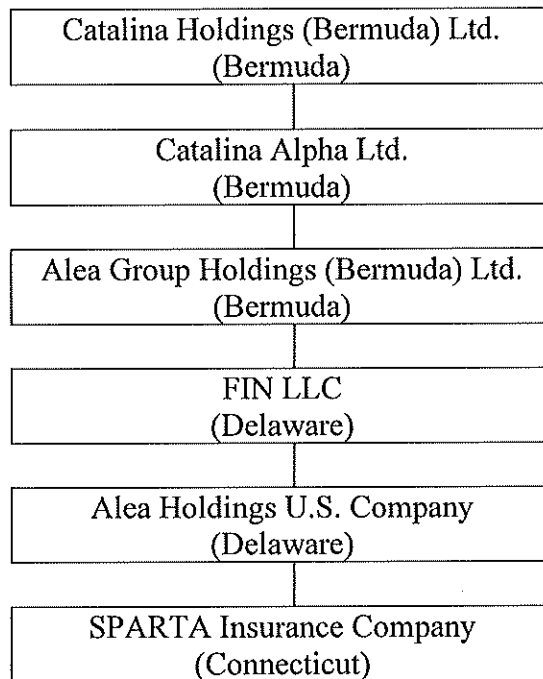 Catalina Holdings (Bermuda) Ltd.
(Bermuda)
Catalina Alpha Ltd.
(Bermuda)
Alea Group Holdings (Bermuda) Ltd.
(Bermuda)
FIN LLC
(Delaware)
Alea Holdings U.S. Company
(Delaware)
SPARTA Insurance Company
(Connecticut)